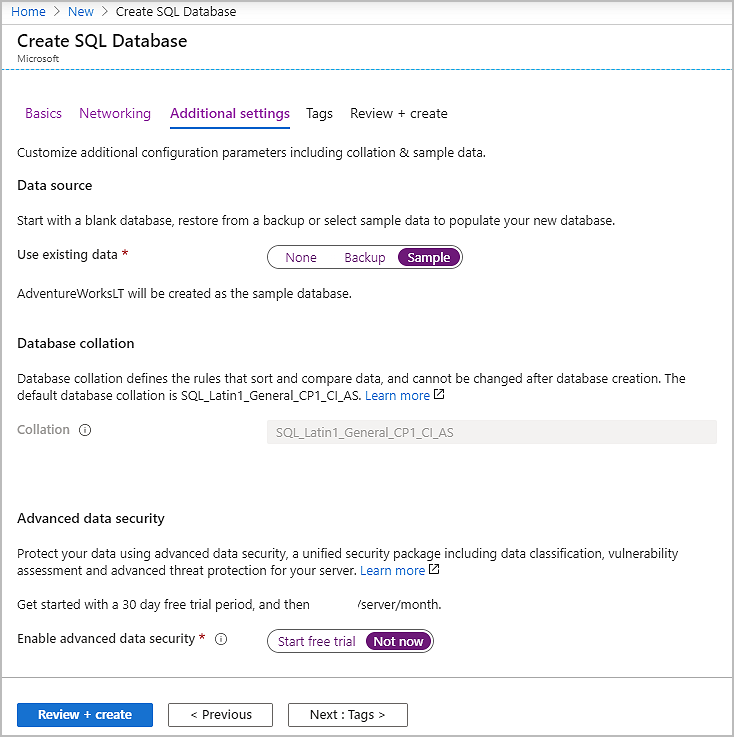 Home > New > Create SQL Database
Create SQL Database
Microsoft
Basics Networking Additional settings Tags Review + create
Customize additional configuration parameters including collation & sample data.
Data source
Start with a blank database, restore from a backup or select sample data to populate your new database.
Use existing data * None Backup Sample
AdventureWorksLT will be created as the sample database.
Database collation
Database collation defines the rules that sort and compare data, and cannot be changed after database creation. The
default database collation is SQL_Latin1_General_CP1_CI_AS. Learn more
Collation SQL_Latin1_General_CP1_CI_AS
Advanced data security
Protect your data using advanced data security, a unified security package including data classification, vulnerability
assessment and advanced threat protection for your server. Learn more
Get started with a 30 day free trial period, and then /server/month.
Enable advanced data security * Start free trial Not now
Review + create < Previous Next : Tags >